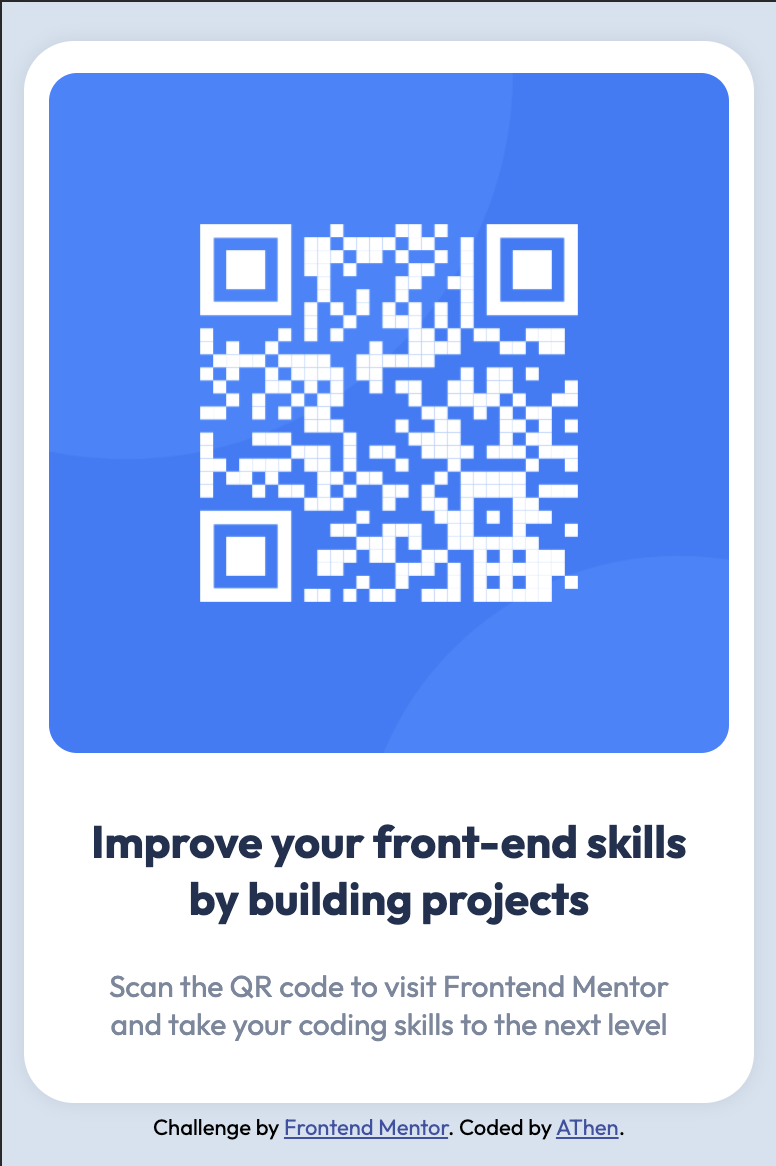 Improve your front-end skills
by building projects
Scan the QR code to visit Frontend Mentor
and take your coding skills to the next level
Challenge by Frontend Mentor. Coded by AThen.